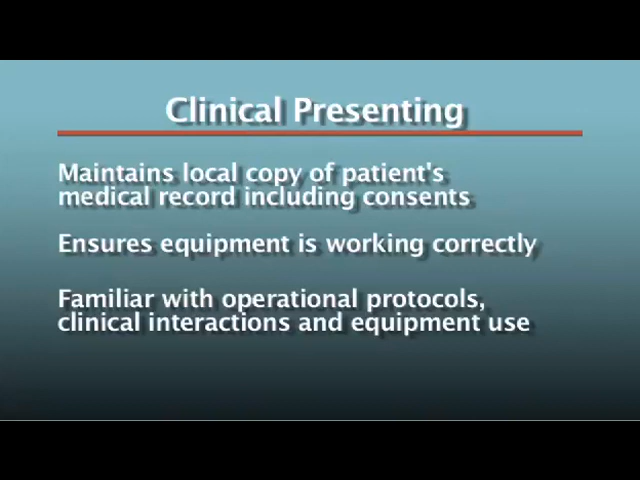 Clinical Presenting
Maintains local copy of patient's
medical record including consents
Ensures equipment is working correctly
Familiar with operational protocols,
clinical interactions and equipment use